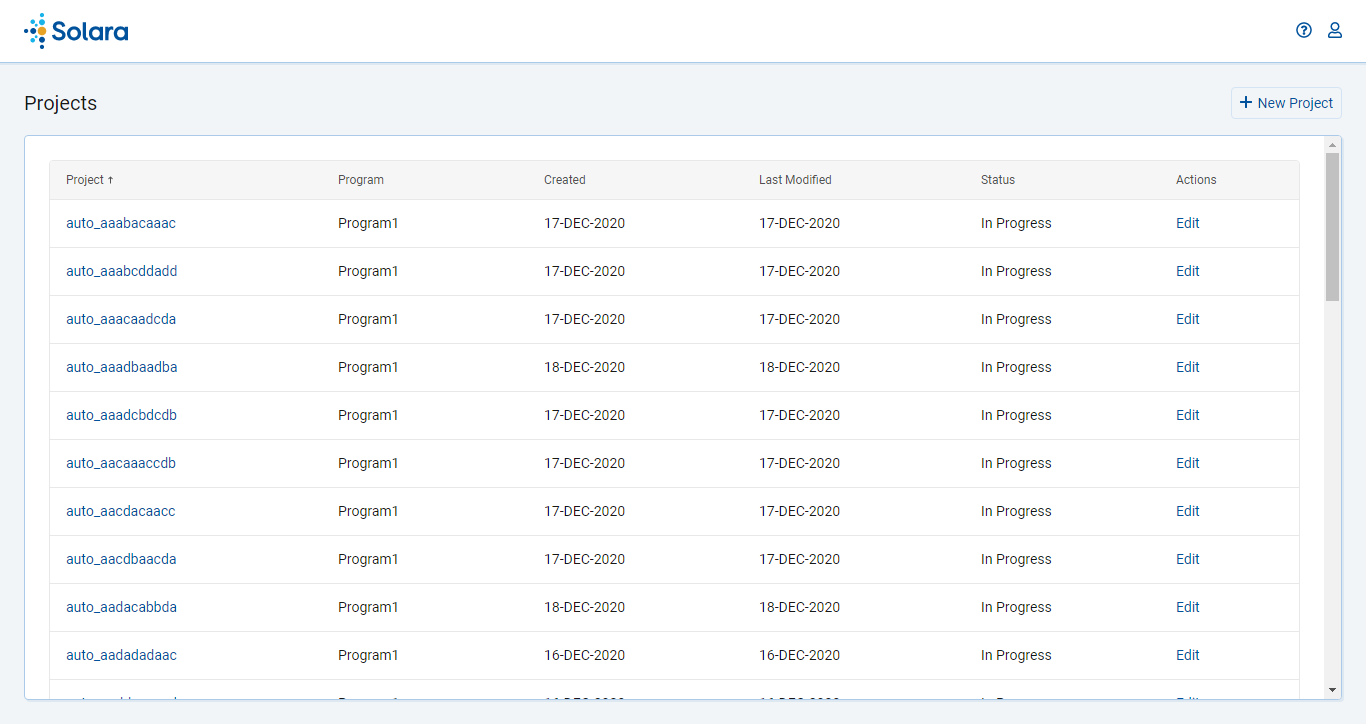 Solara
Projects
New Project
Project ↑ Program Created Last Modified Status Actions
auto_aaabacaaac Program1 17-DEC-2020 17-DEC-2020 In Progress Edit
auto_aaabcddadd Program1 17-DEC-2020 17-DEC-2020 In Progress Edit
auto_aaacaadcda Program1 17-DEC-2020 17-DEC-2020 In Progress Edit
auto_aaadbaadba Program1 18-DEC-2020 18-DEC-2020 In Progress Edit
auto_aaadcbdcdb Program1 17-DEC-2020 17-DEC-2020 In Progress Edit
auto_aacaaaccdb Program1 17-DEC-2020 17-DEC-2020 In Progress Edit
auto_aacdacaacc Program1 17-DEC-2020 17-DEC-2020 In Progress Edit
auto_aacdbaacda Program1 17-DEC-2020 17-DEC-2020 In Progress Edit
auto_aadacabbda Program1 18-DEC-2020 18-DEC-2020 In Progress Edit
auto_aadadadaac Program1 16-DEC-2020 16-DEC-2020 In Progress Edit